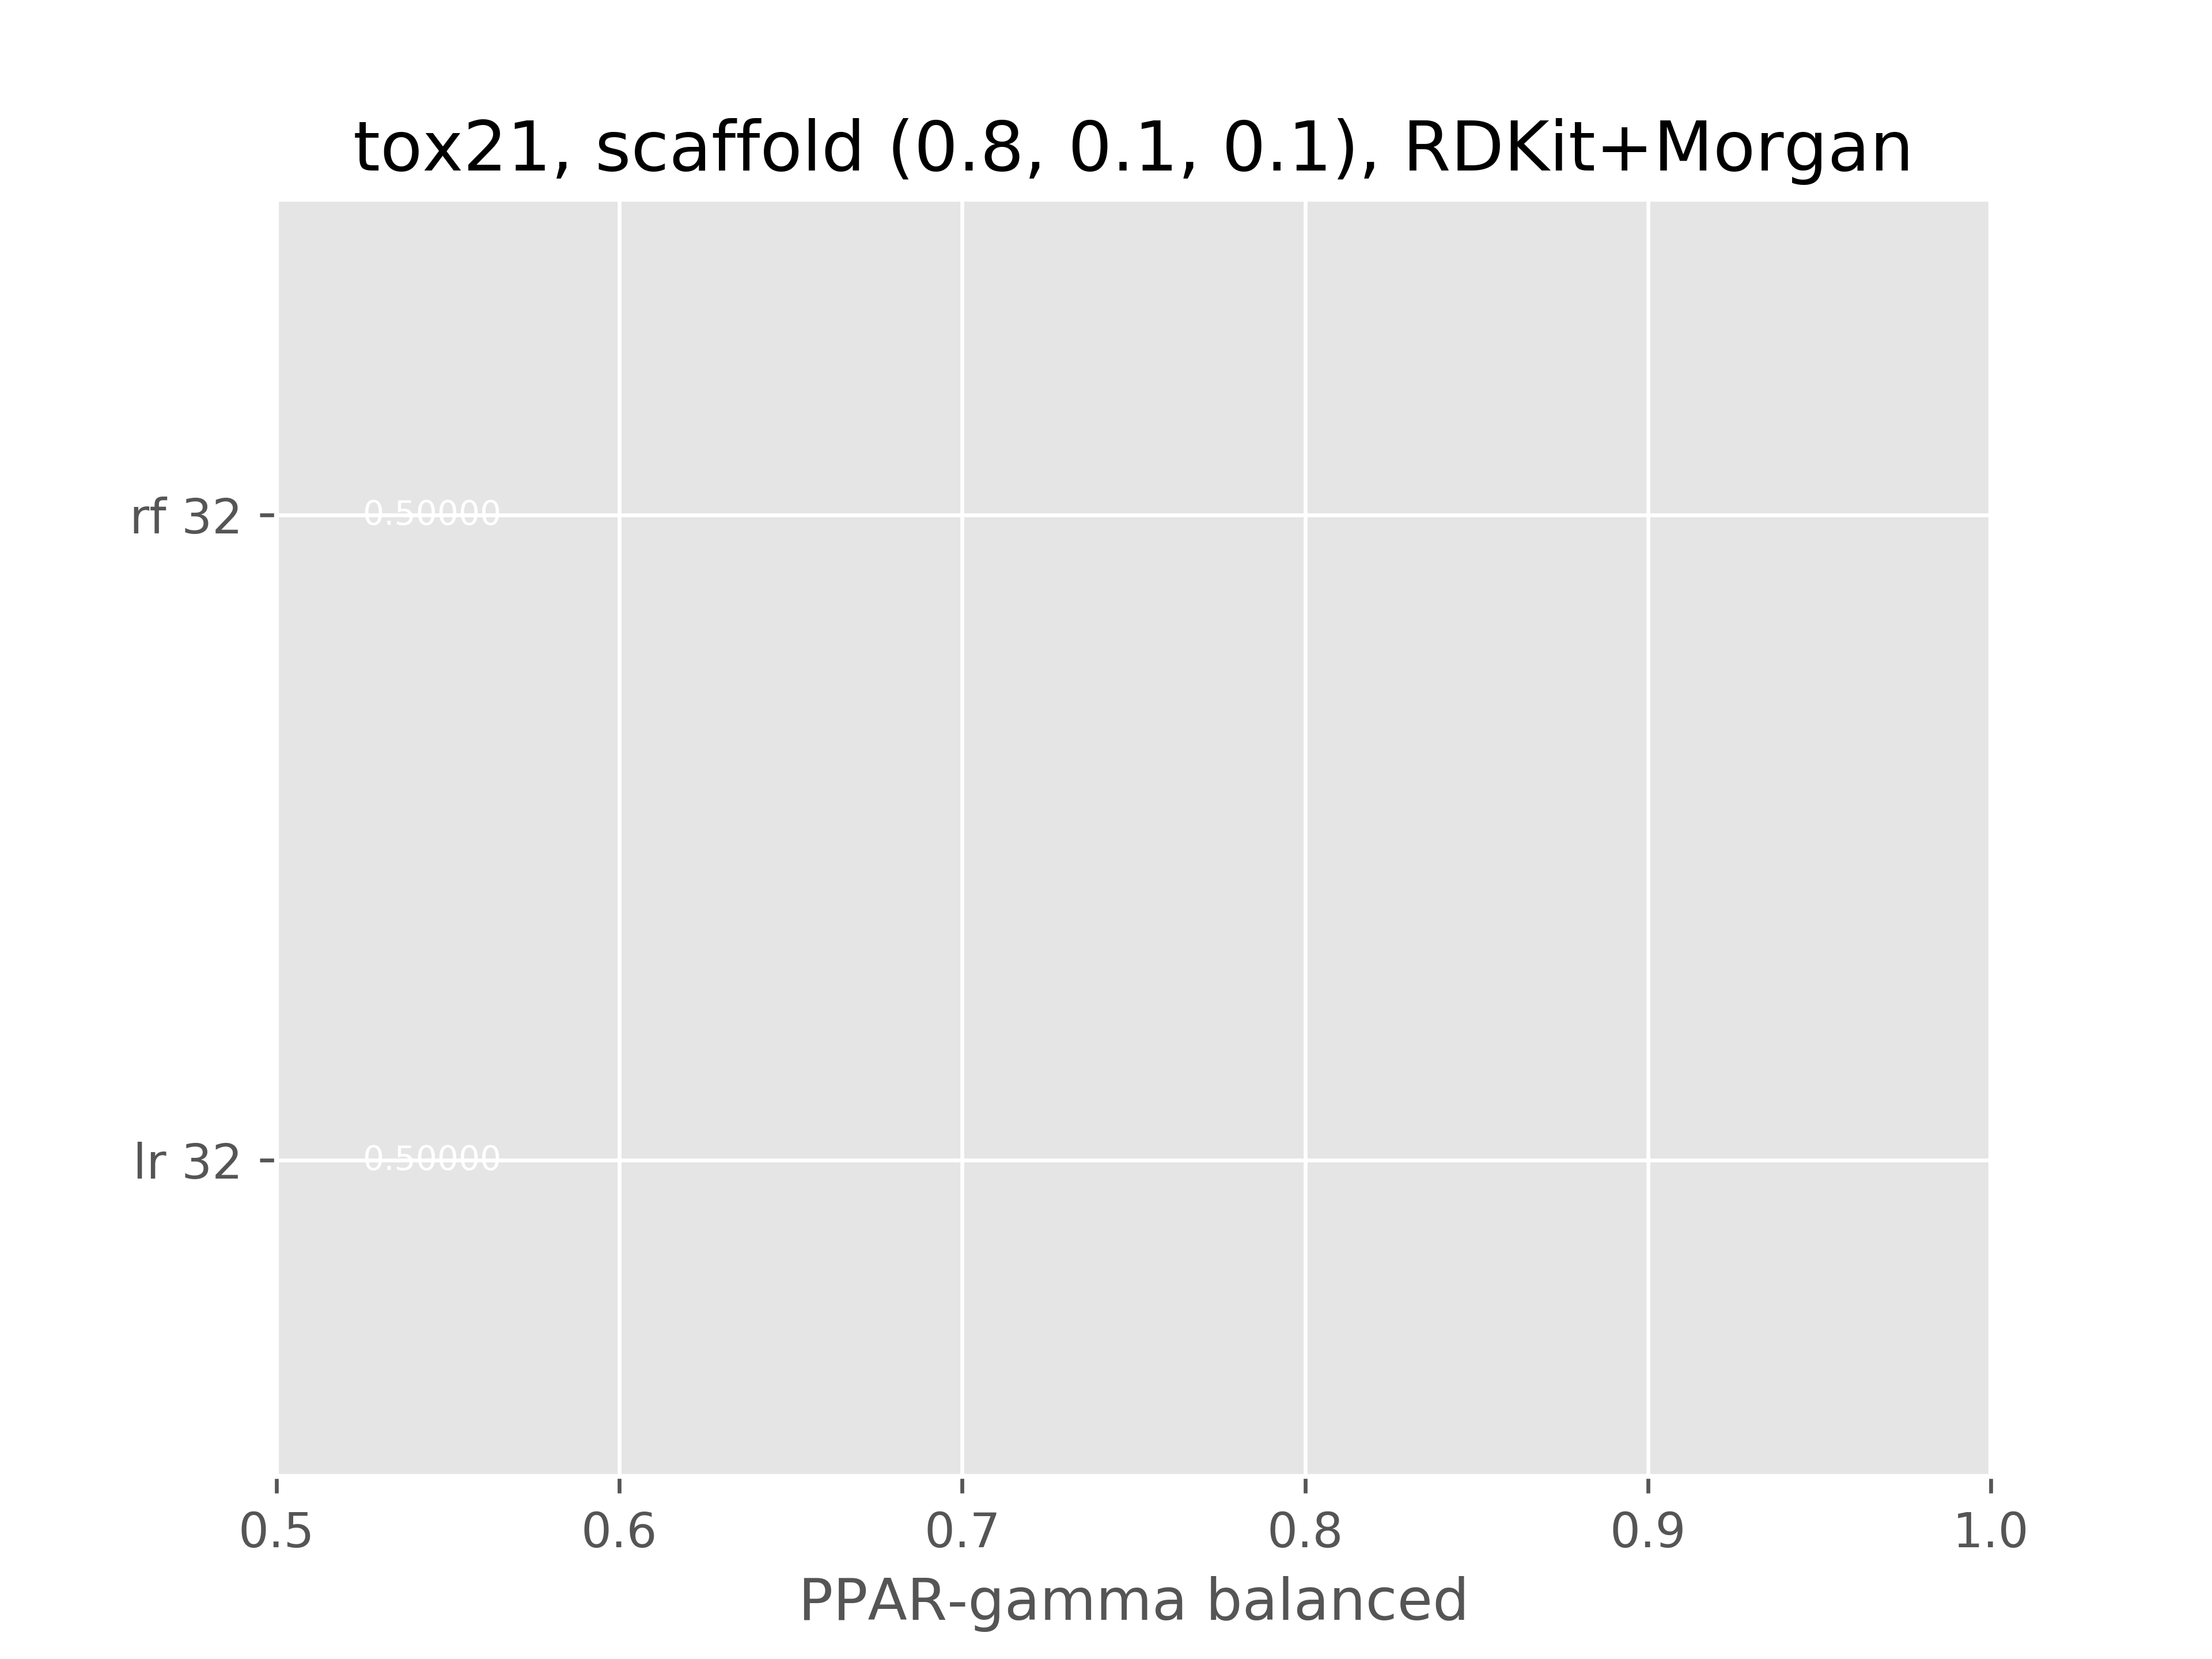 tox21, scaffold (0.8, 0.1, 0.1), RDKit+Morgan
rf 32
0.50000
lr 32
0.50000
0.5 0.6 0.7 0.8 0.9 1.0
PPAR-gamma balanced